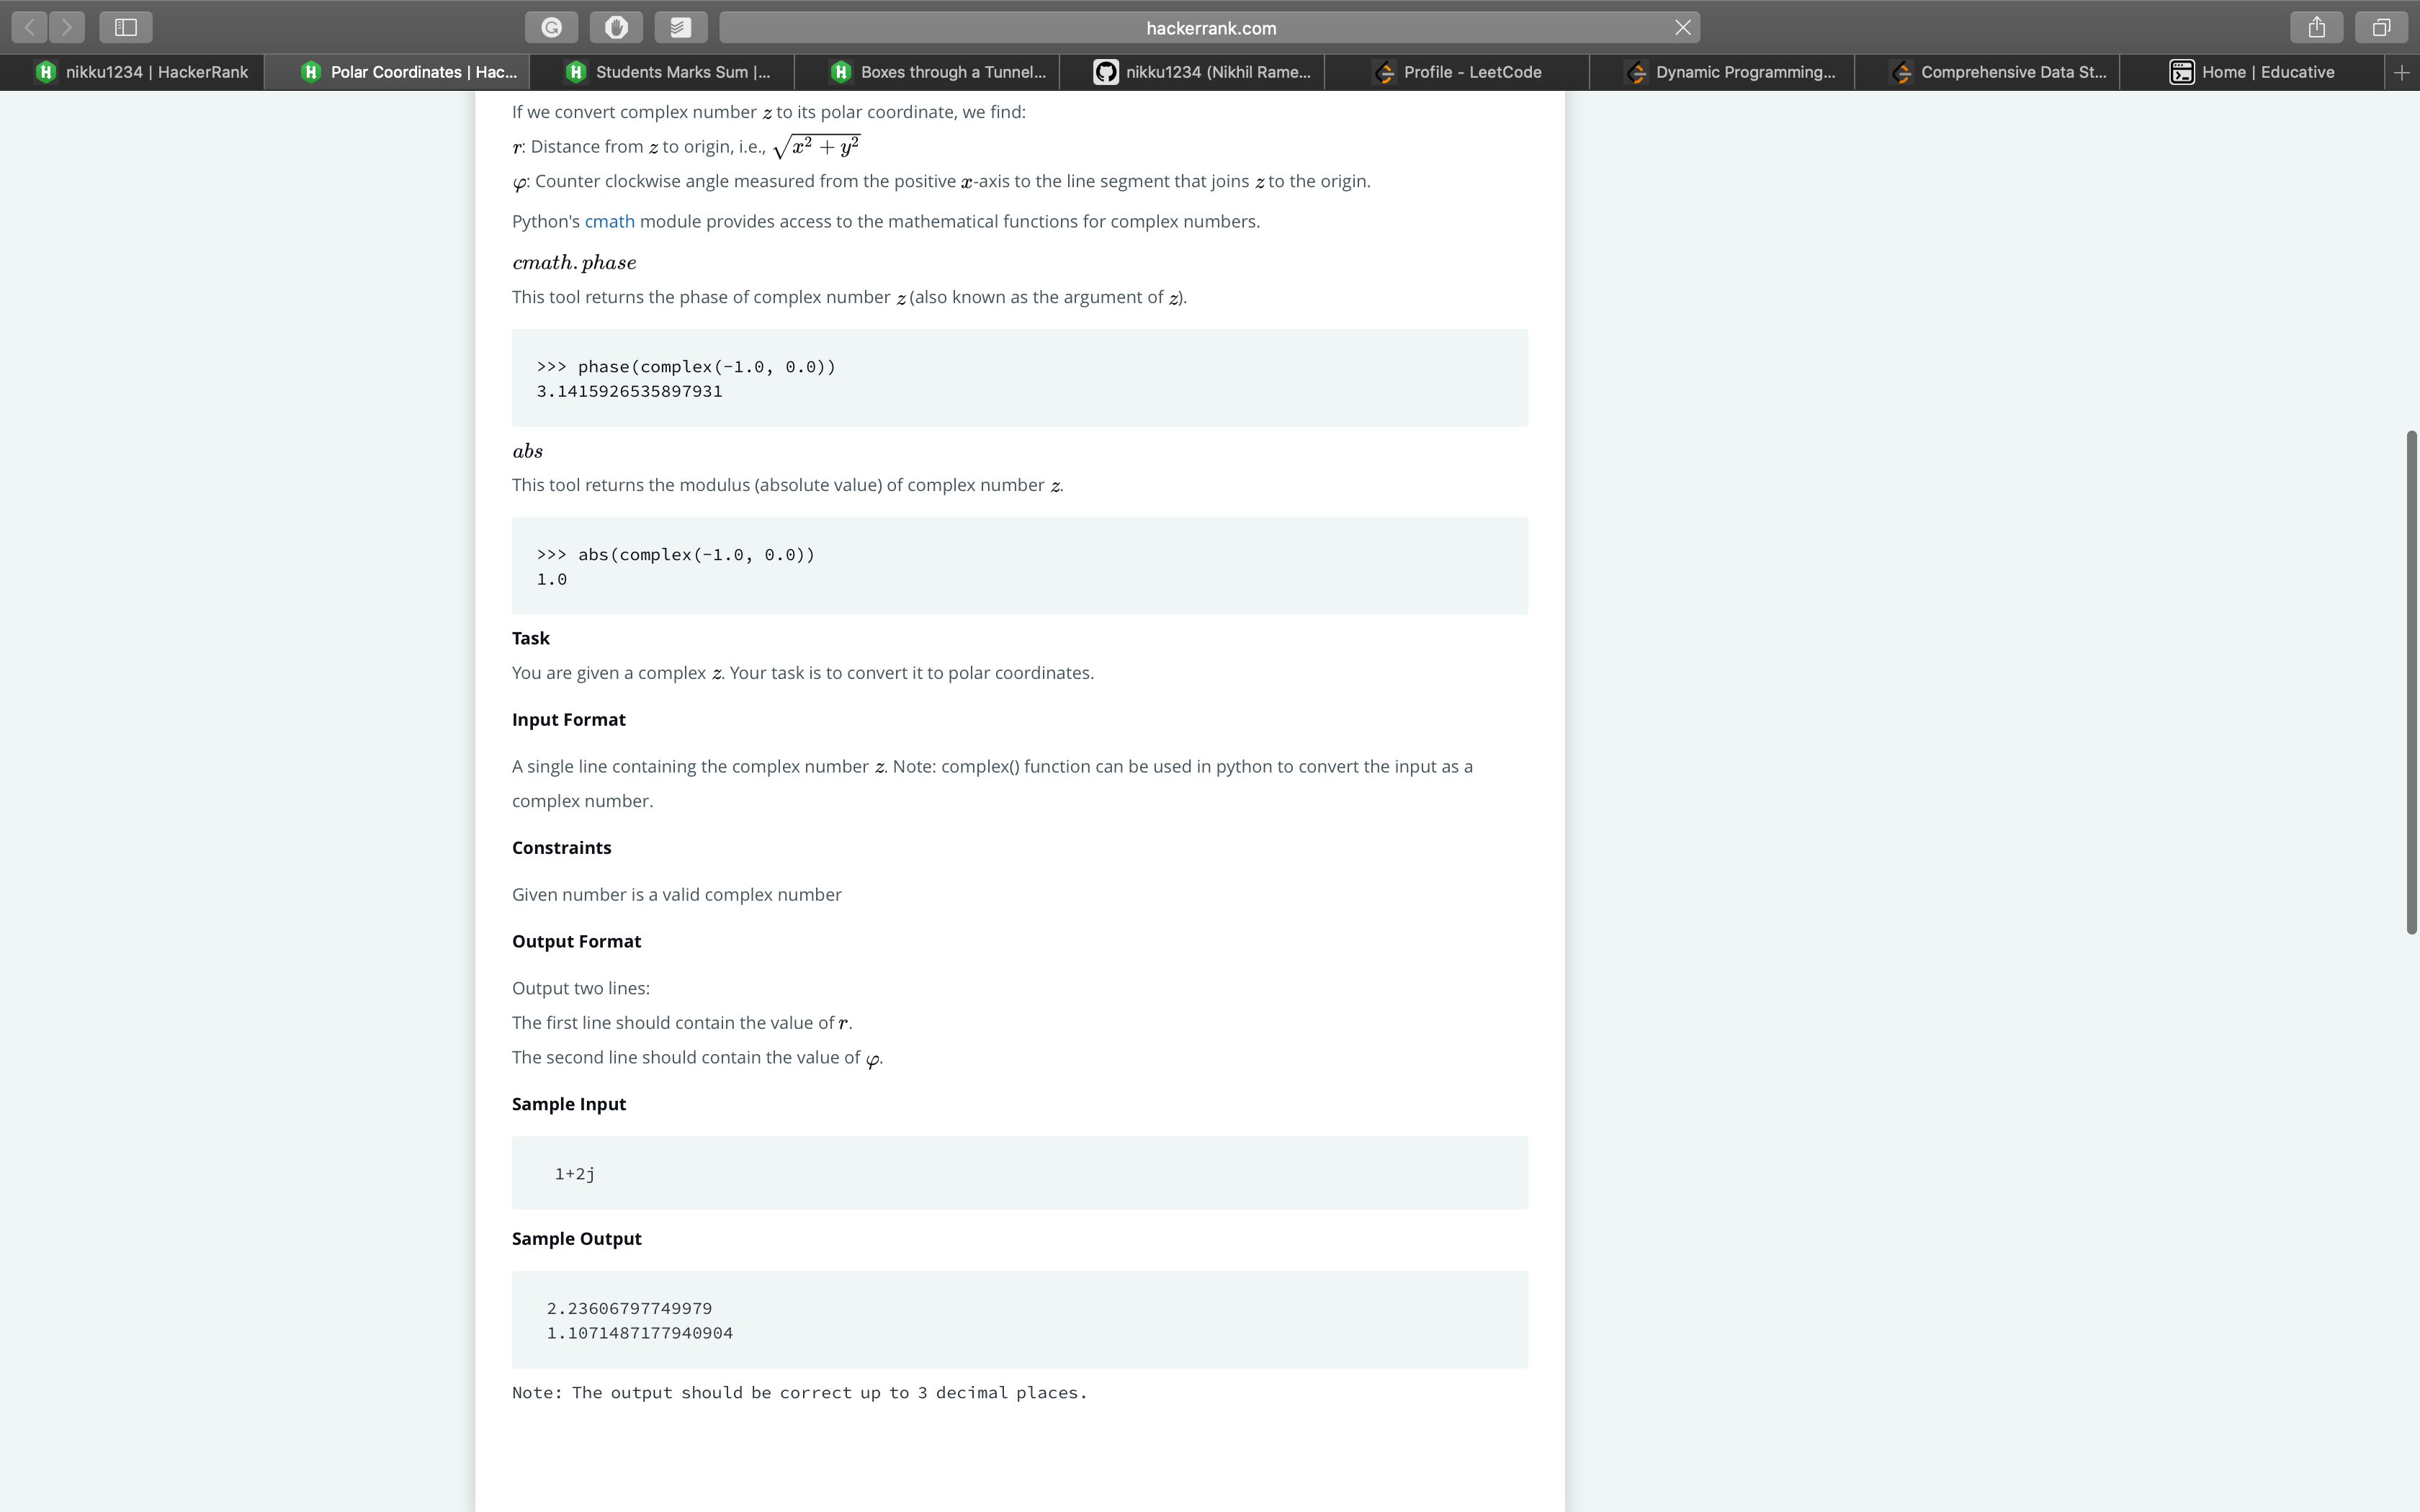 hackerrank.com
nikku1234 | HackerRank
Polar Coordinates | Hac...
Students Marks Sum |...
Boxes through a Tunnel...
nikku1234 (Nikhil Rame...
Profile - LeetCode
Dynamic Programming...
Comprehensive Data St...
Home | Educative
If we convert complex number z to its polar coordinate, we find:
r: Distance from z to origin, i.e., √x² + y²
φ: Counter clockwise angle measured from the positive x-axis to the line segment that joins z to the origin.
Python's cmath module provides access to the mathematical functions for complex numbers.
cmath.phase
This tool returns the phase of complex number z (also known as the argument of z).
>>> phase(complex(-1.0, 0.0))
3.1415926535897931
abs
This tool returns the modulus (absolute value) of complex number z.
>>> abs(complex(-1.0, 0.0))
1.0
Task
You are given a complex z. Your task is to convert it to polar coordinates.
Input Format
A single line containing the complex number z. Note: complex() function can be used in python to convert the input as a
complex number.
Constraints
Given number is a valid complex number
Output Format
Output two lines:
The first line should contain the value of r.
The second line should contain the value of φ.
Sample Input
1+2j
Sample Output
2.23606797749979
1.1071487177940904
Note: The output should be correct up to 3 decimal places.